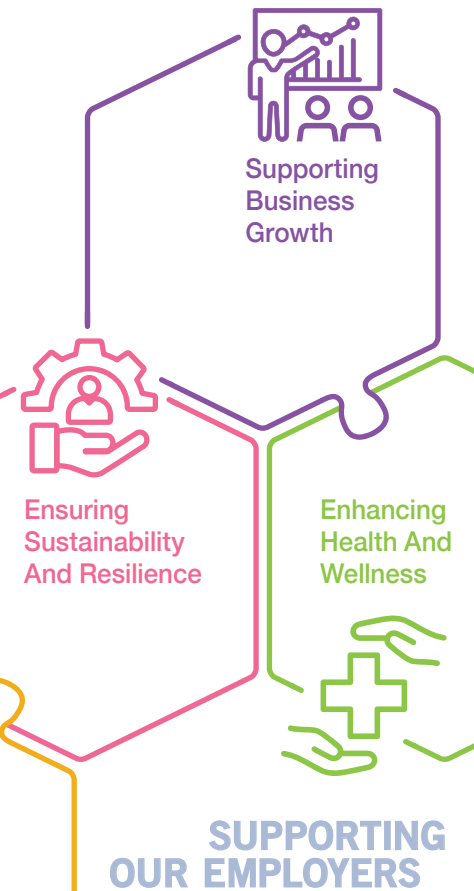 Supporting
Business
Growth
Ensuring
Sustainability
And Resilience
Enhancing
Health And
Wellness
SUPPORTING
OUR EMPLOYERS